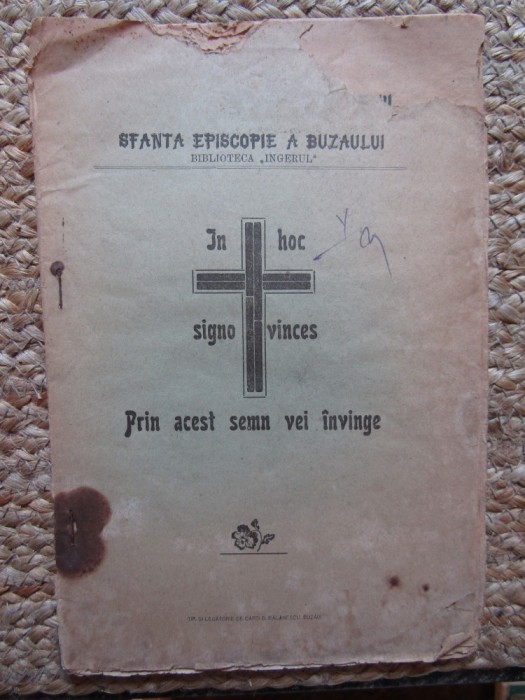 SFANTA EPISCOPIE A BUZAULUI
BIBLIOTECA „INGERUL"
In hoc
signo vinces
Prin acest semn vei învinge